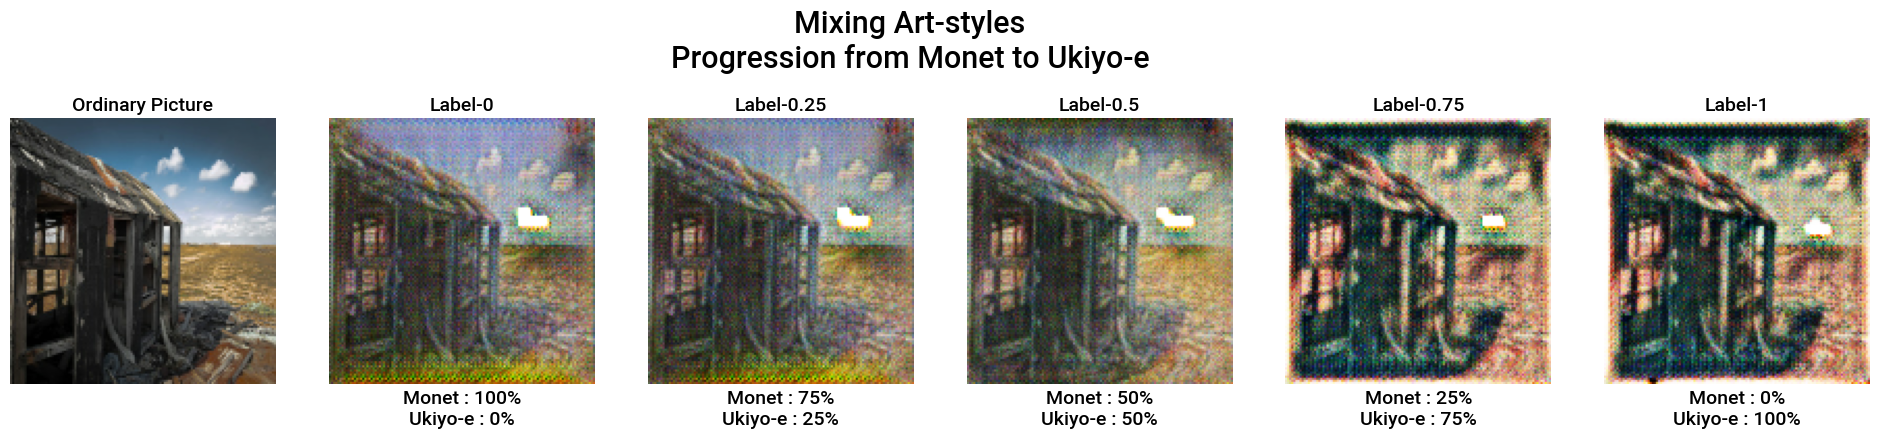 Mixing Art-styles
Progression from Monet to Ukiyo-e
Ordinary Picture
Label-0
Label-0.25
Label-0.5
Label-0.75
Label-1
Monet : 100%
Ukiyo-e : 0%
Monet : 75%
Ukiyo-e : 25%
Monet : 50%
Ukiyo-e : 50%
Monet : 25%
Ukiyo-e : 75%
Monet : 0%
Ukiyo-e : 100%